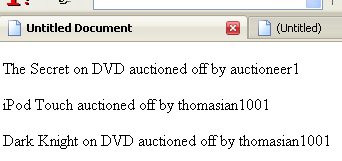 Untitled Document
(Untitled)
The Secret on DVD auctioned off by auctioneer1
iPod Touch auctioned off by thomasian1001
Dark Knight on DVD auctioned off by thomasian1001